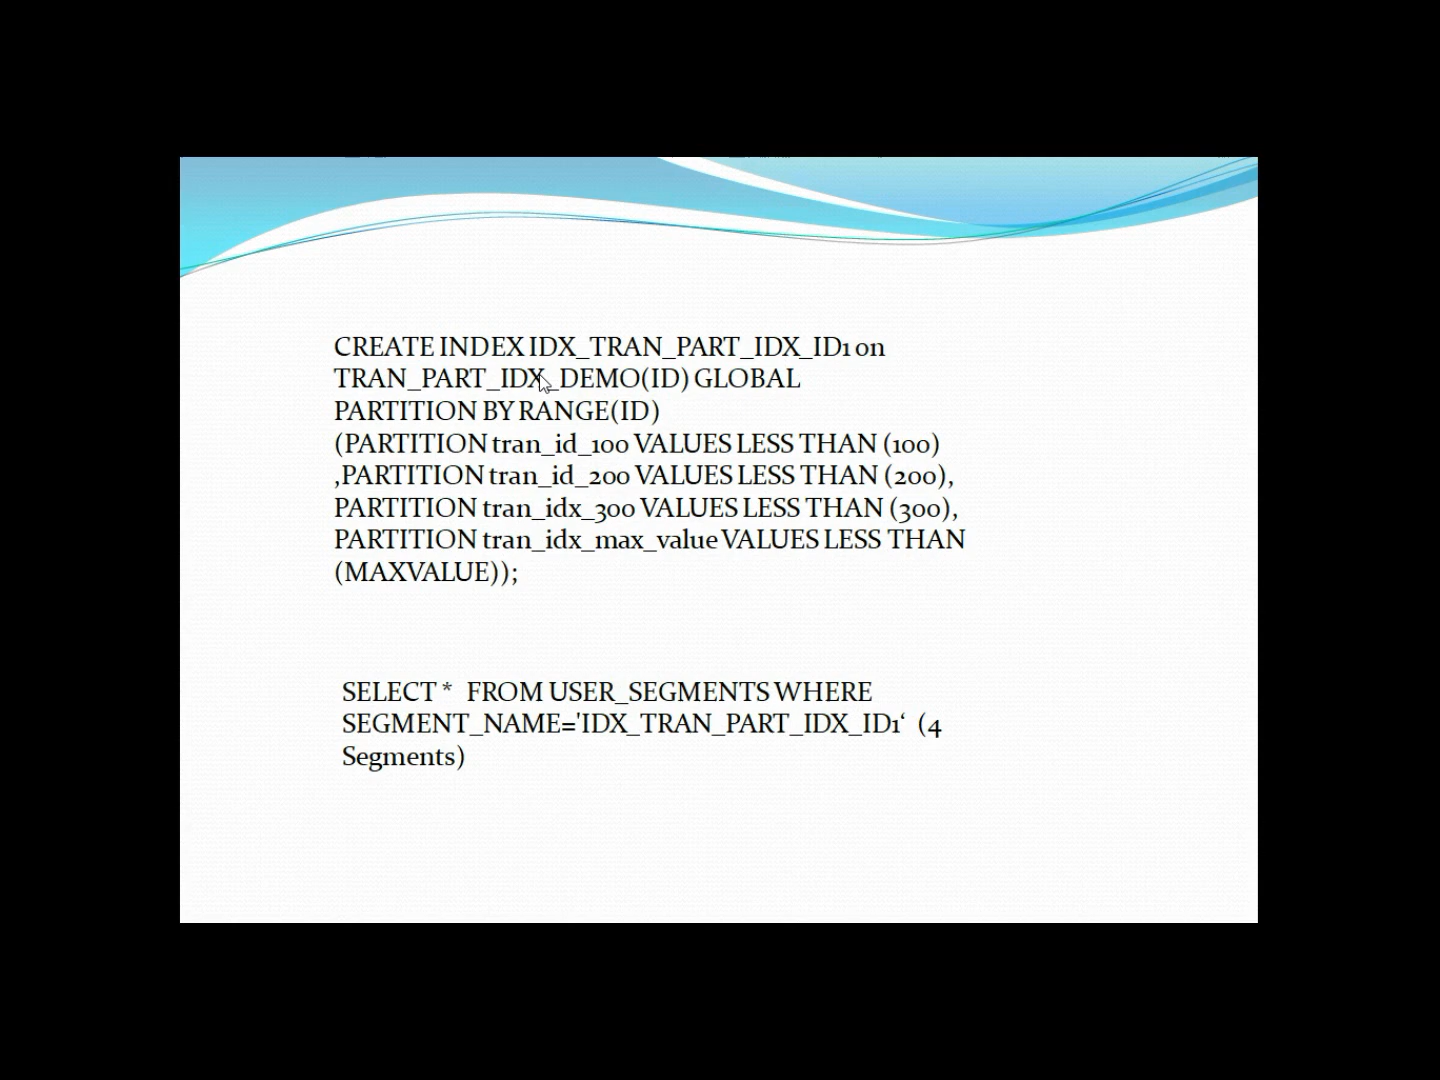 CREATE INDEX IDX_TRAN_PART_IDX_ID1 on
TRAN_PART_IDX_DEMO(ID) GLOBAL
PARTITION BY RANGE(ID)
(PARTITION tran_id_100 VALUES LESS THAN (100)
,PARTITION tran_id_200 VALUES LESS THAN (200),
PARTITION tran_idx_300 VALUES LESS THAN (300),
PARTITION tran_idx_max_value VALUES LESS THAN
(MAXVALUE));
SELECT *  FROM USER_SEGMENTS WHERE
SEGMENT_NAME='IDX_TRAN_PART_IDX_ID1‘  (4
Segments)